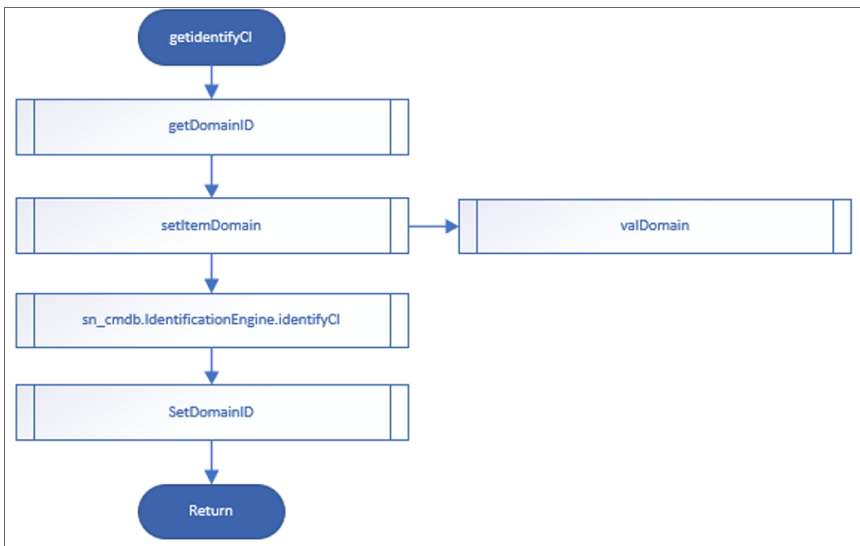 getidentifyCI
getDomainID
setItemDomain
valDomain
sn_cmdb.IdentificationEngine.identifyCI
SetDomainID
Return